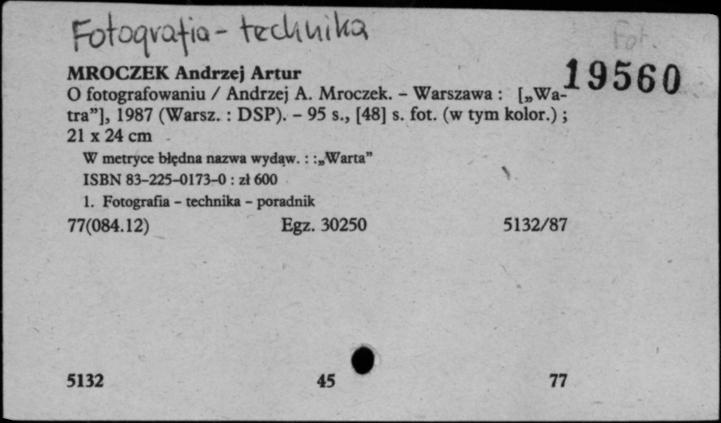 Fotografia - technika
Fot.
19560
MROCZEK Andrzej Artur
O fotografowaniu / Andrzej A. Mroczek. – Warszawa : [„Wa-
tra”], 1987 (Warsz. : DSP). – 95 s., [48] s. fot. (w tym kolor.) ;
21 x 24 cm
W metryce błędna nazwa wydaw. : :„Warta”
ISBN 83-225-0173-0 : zł 600
1. Fotografia – technika – poradnik
77(084.12) Egz. 30250 5132/87
5132 45 77